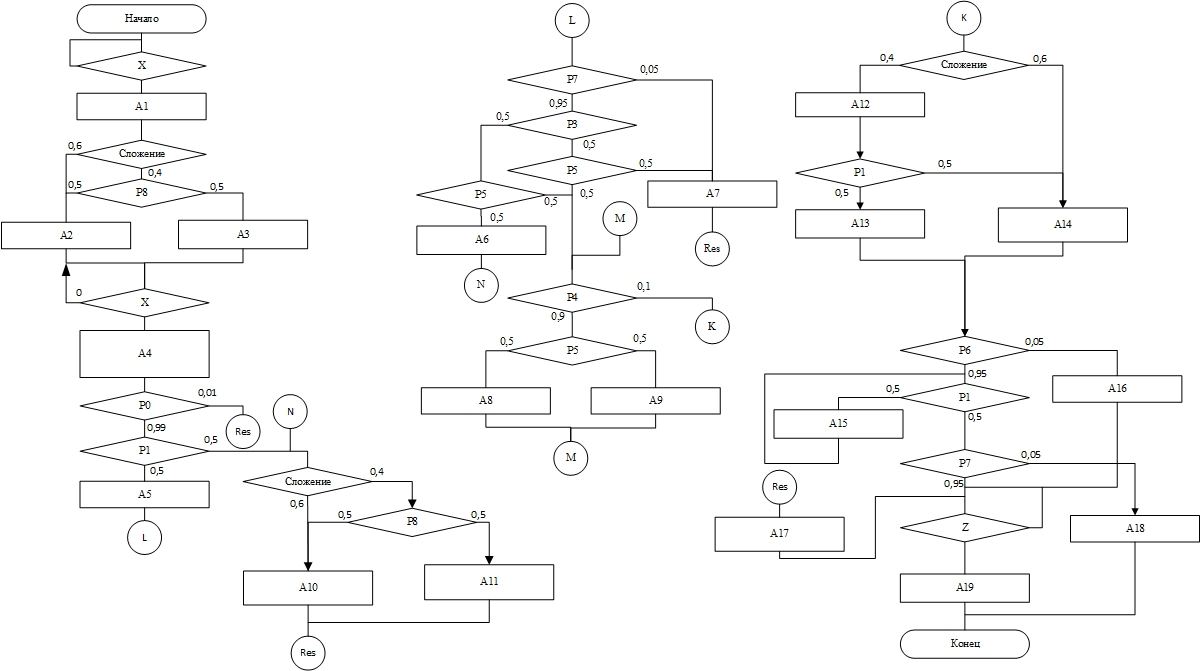 Начало
X
A1
0,6
Сложение
0,4
0,5
P8
0,5
A2
A3
0
X
A4
P0
0,01
Res
0,99
P1
0,5
N
0,5
A5
L
Сложение
0,4
0,6
0,5
P8
0,5
A10
A11
Res
L
P7
0,05
0,95
0,5
P3
0,5
P5
0,5
P5
0,5
0,5
A7
0,5
M
A6
Res
N
P4
0,1
0,9
K
0,5
P5
0,5
A8
A9
M
K
0,4
Сложение
0,6
A12
P1
0,5
0,5
A13
A14
P6
0,05
0,95
A16
0,5
P1
0,5
A15
P7
0,05
0,95
Res
A17
Z
A18
A19
Конец